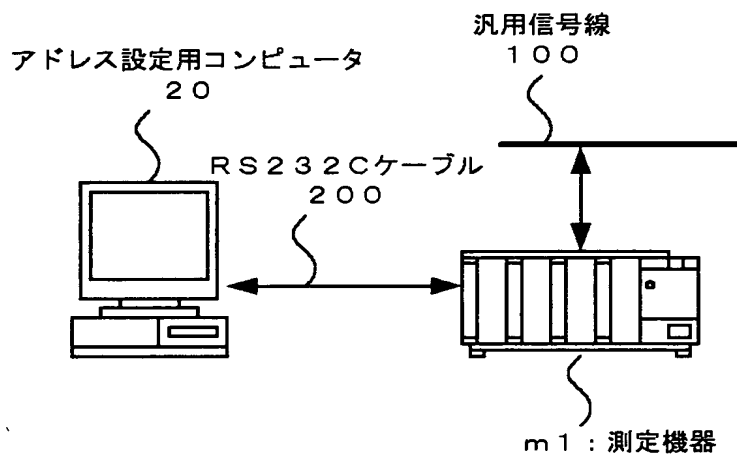 汎用信号線
１００
アドレス設定用コンピュータ
２０
ＲＳ２３２Ｃケーブル
２００
ｍ１：測定機器